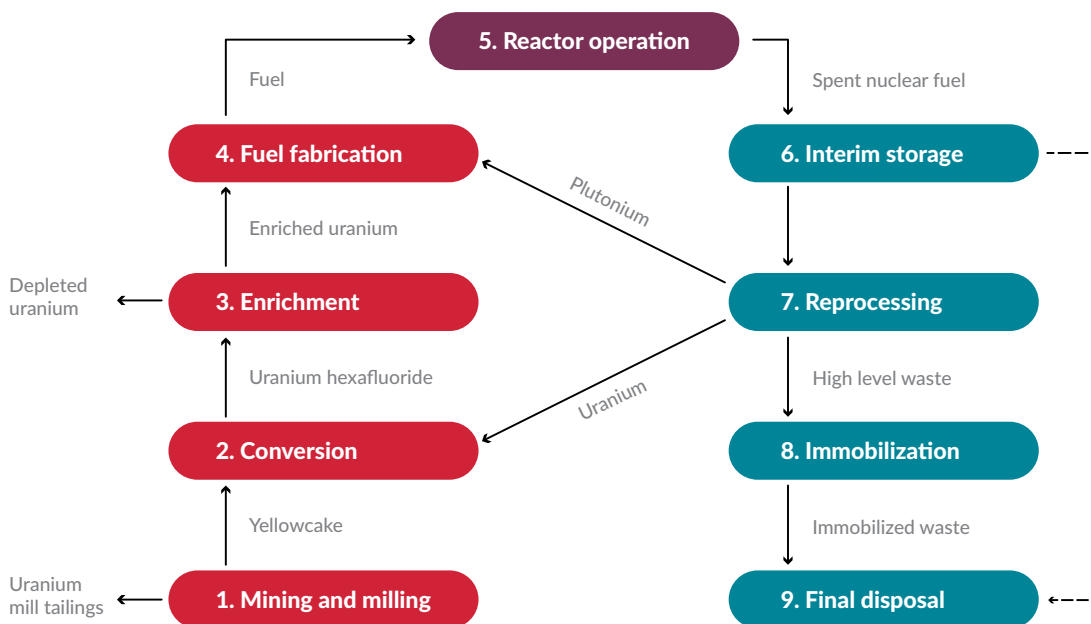 5. Reactor operation
Fuel
Spent nuclear fuel
4. Fuel fabrication
6. Interim storage
Plutonium
Enriched uranium
Depleted
uranium
3. Enrichment
7. Reprocessing
Uranium hexafluoride
High level waste
Uranium
2. Conversion
8. Immobilization
Yellowcake
Immobilized waste
Uranium
mill tailings
1. Mining and milling
9. Final disposal